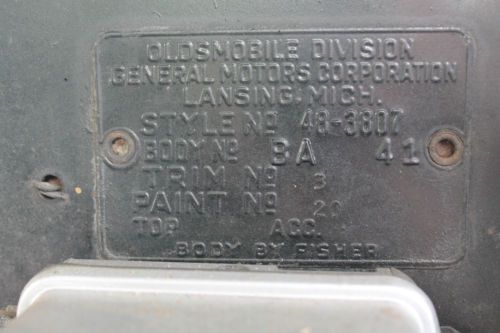 OLDSMOBILE DIVISION
GENERAL MOTORS CORPORATION
LANSING, MICH.
STYLE Nº 48-3807
BODY Nº BA 41
TRIM Nº 3
PAINT Nº 20
TOP ACC.
BODY BY FISHER